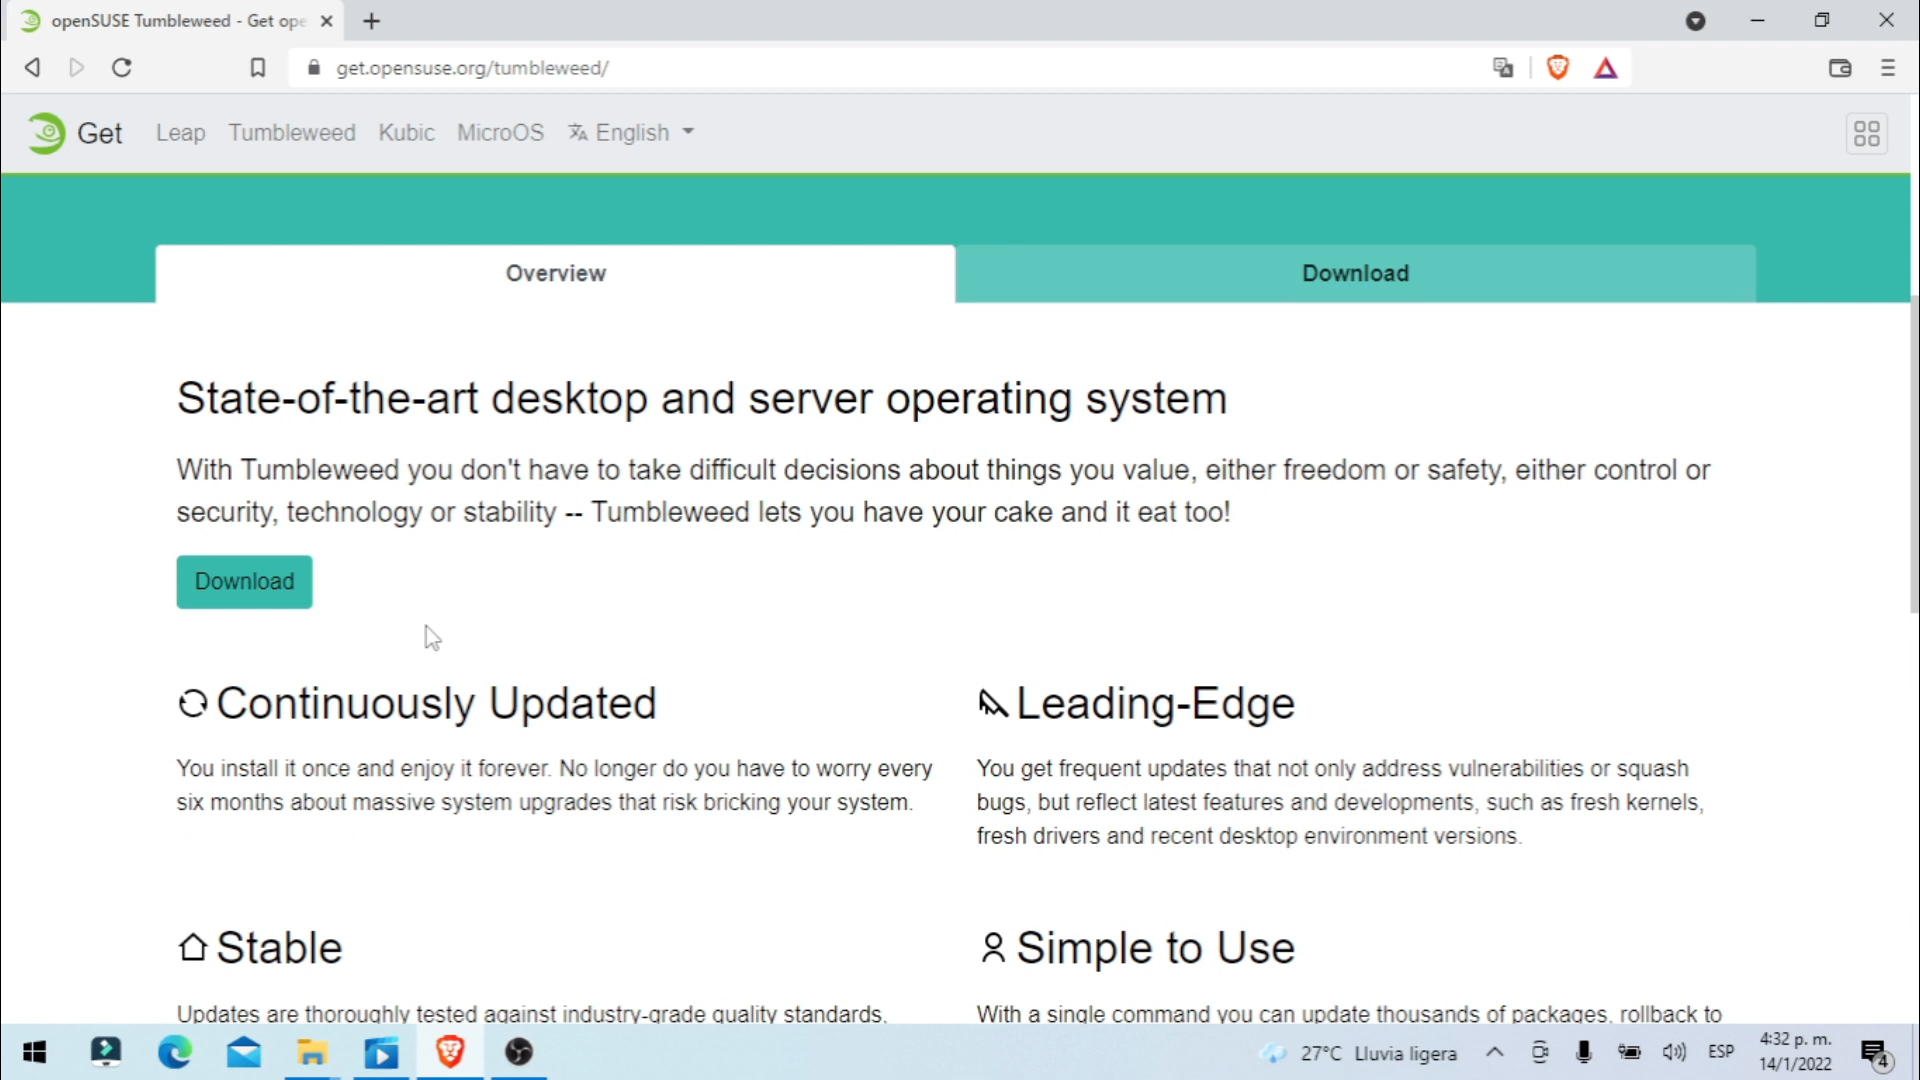 openSUSE Tumbleweed - Get ope
get.opensuse.org/tumbleweed/
Get Leap Tumbleweed Kubic MicroOS English
Overview Download
State-of-the-art desktop and server operating system
With Tumbleweed you don't have to take difficult decisions about things you value, either freedom or safety, either control or
security, technology or stability -- Tumbleweed lets you have your cake and it eat too!
Download
Continuously Updated
You install it once and enjoy it forever. No longer do you have to worry every
six months about massive system upgrades that risk bricking your system.
Leading-Edge
You get frequent updates that not only address vulnerabilities or squash
bugs, but reflect latest features and developments, such as fresh kernels,
fresh drivers and recent desktop environment versions.
Stable
Updates are thoroughly tested against industry-grade quality standards,
Simple to Use
With a single command you can update thousands of packages, rollback to
27°C Lluvia ligera
ESP
4:32 p. m.
14/1/2022
4